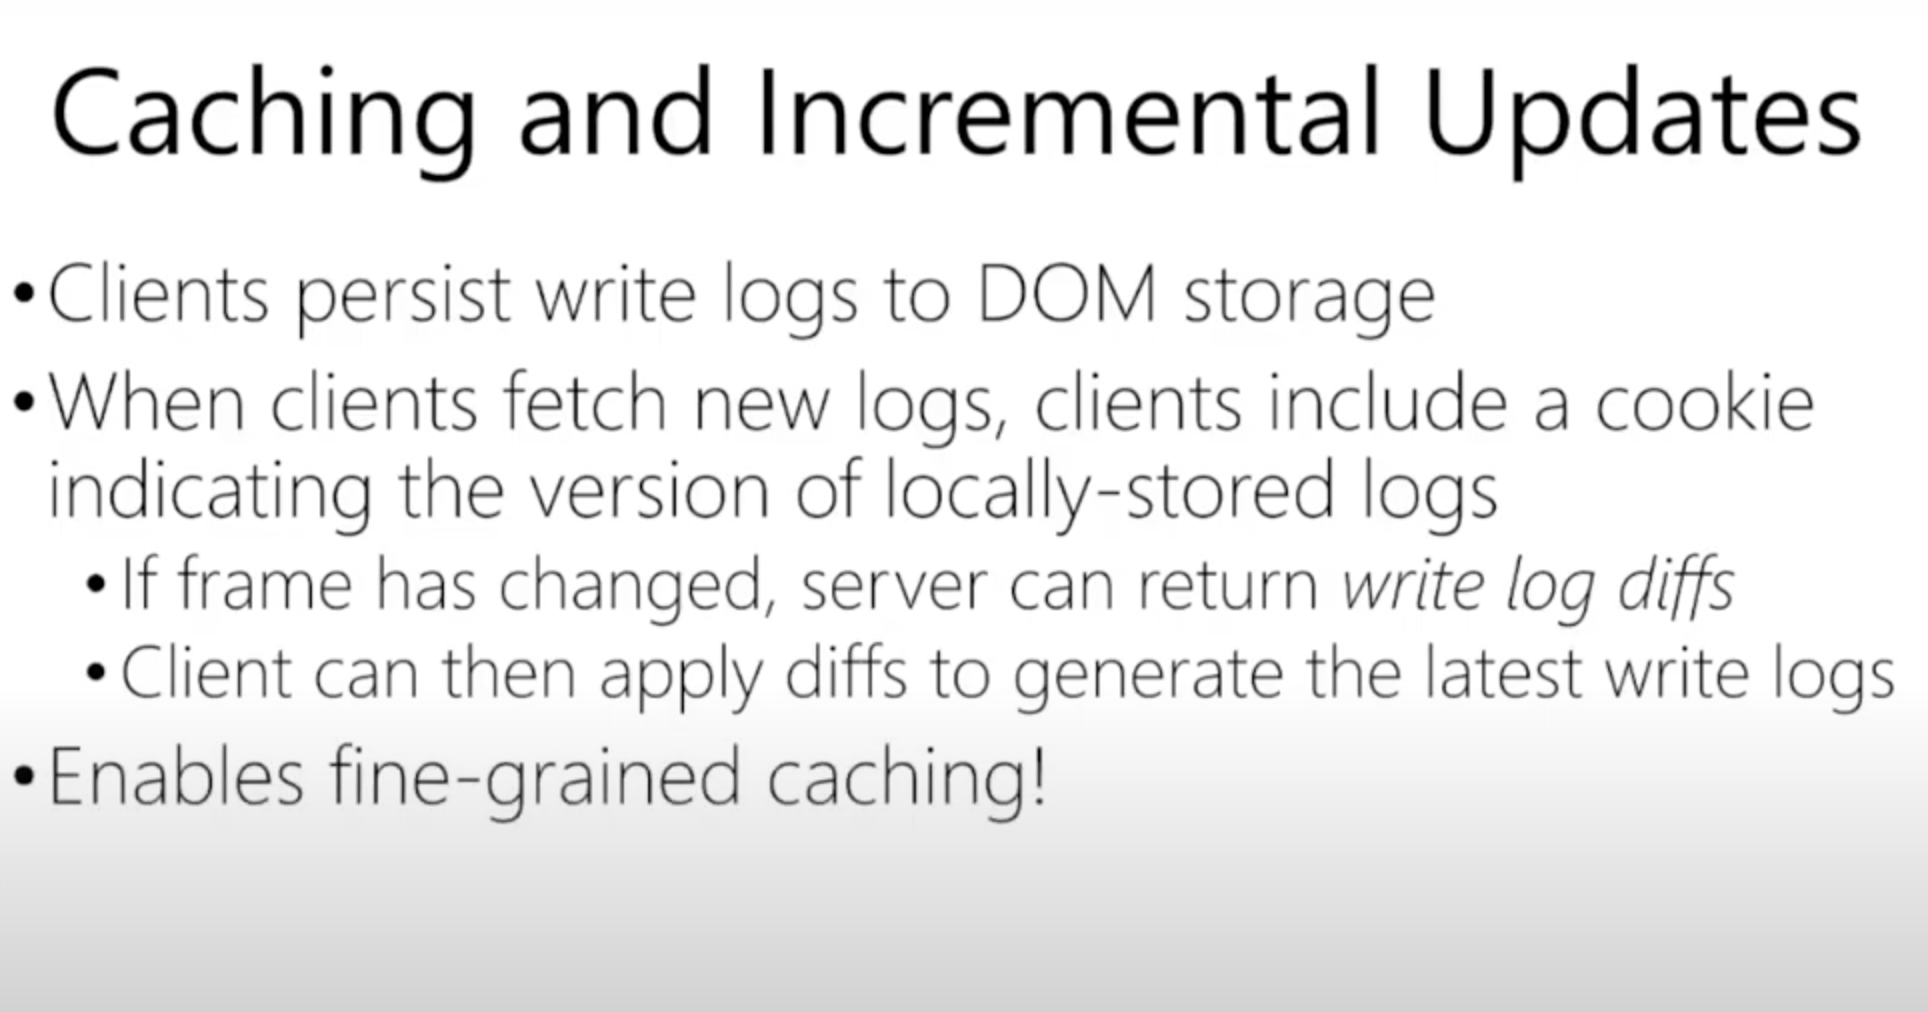 Caching and Incremental Updates
•Clients persist write logs to DOM storage
•When clients fetch new logs, clients include a cookie
indicating the version of locally-stored logs
•If frame has changed, server can return write log diffs
•Client can then apply diffs to generate the latest write logs
•Enables fine-grained caching!